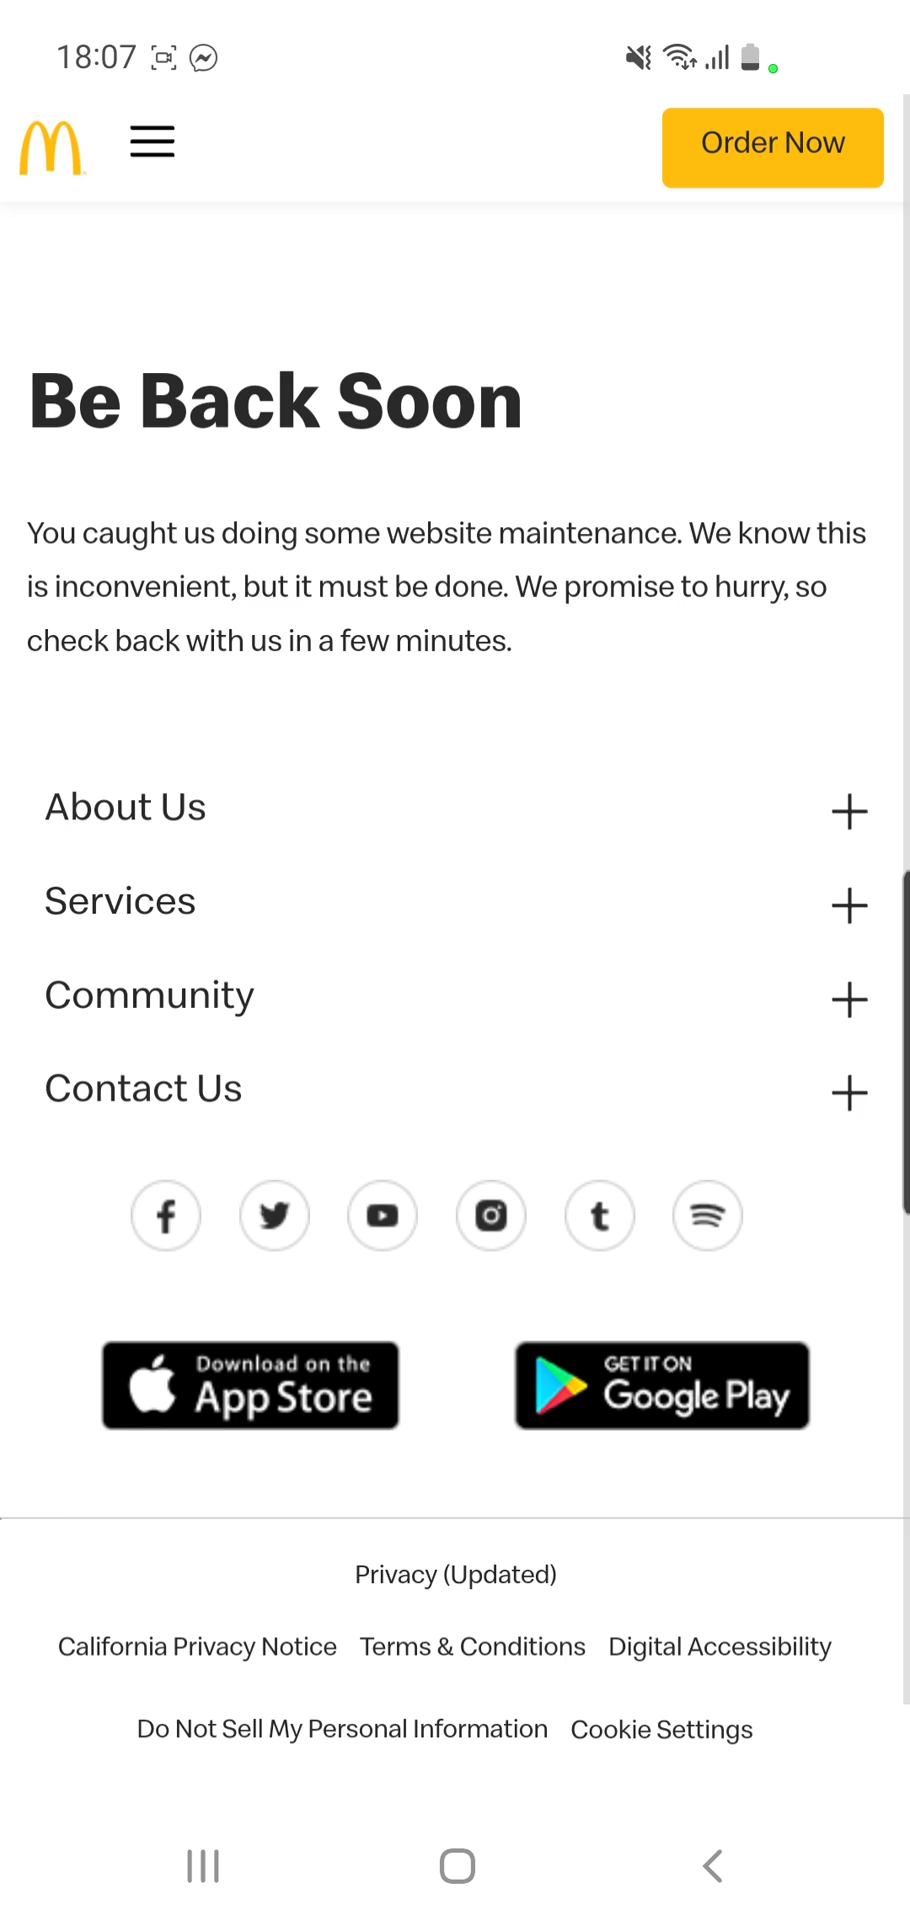 18:07
Order Now
Be Back Soon
You caught us doing some website maintenance. We know this
is inconvenient, but it must be done. We promise to hurry, so
check back with us in a few minutes.
About Us
Services
Community
Contact Us
Download on the
App Store
GET IT ON
Google Play
Privacy (Updated)
California Privacy Notice Terms & Conditions Digital Accessibility
Do Not Sell My Personal Information Cookie Settings